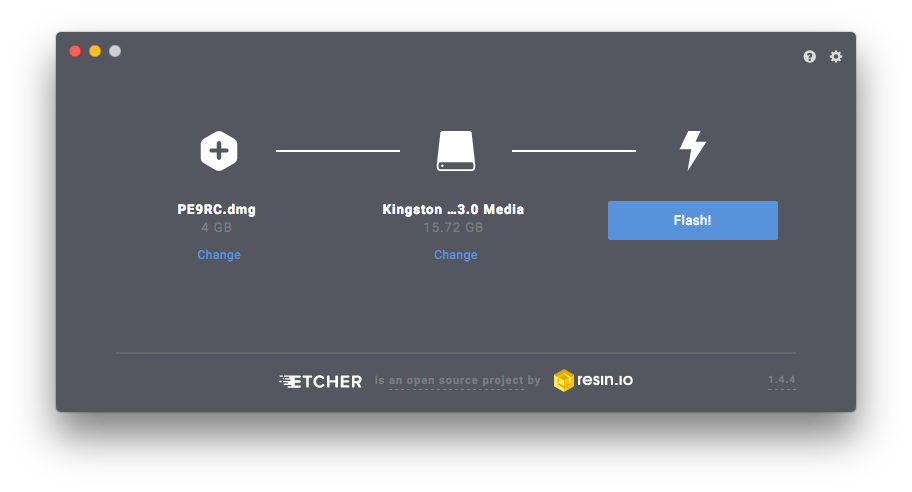 PE9RC.dmg
4 GB
Change
Kingston ...3.0 Media
15.72 GB
Change
Flash!
ETCHER is an open source project by resin.io
1.4.4